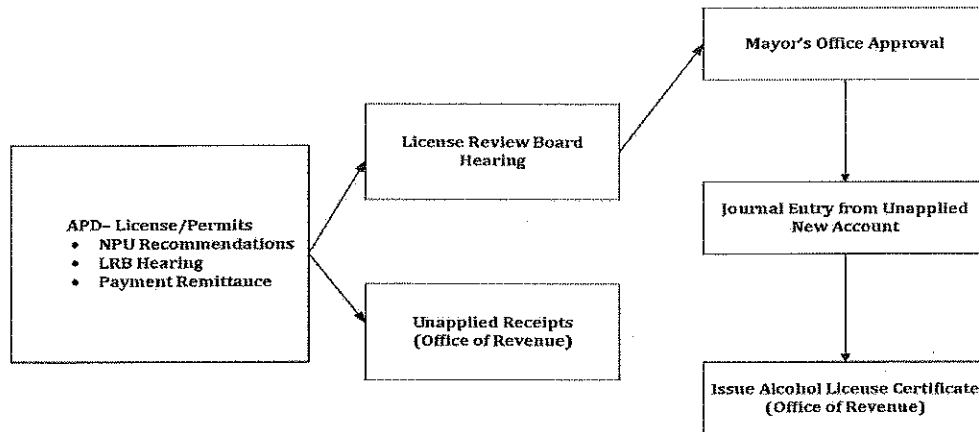 APD– License/Permits
• NPU Recommendations
• LRB Hearing
• Payment Remittance
License Review Board
Hearing
Unapplied Receipts
(Office of Revenue)
Mayor's Office Approval
Journal Entry from Unapplied
New Account
Issue Alcohol License Certificate
(Office of Revenue)